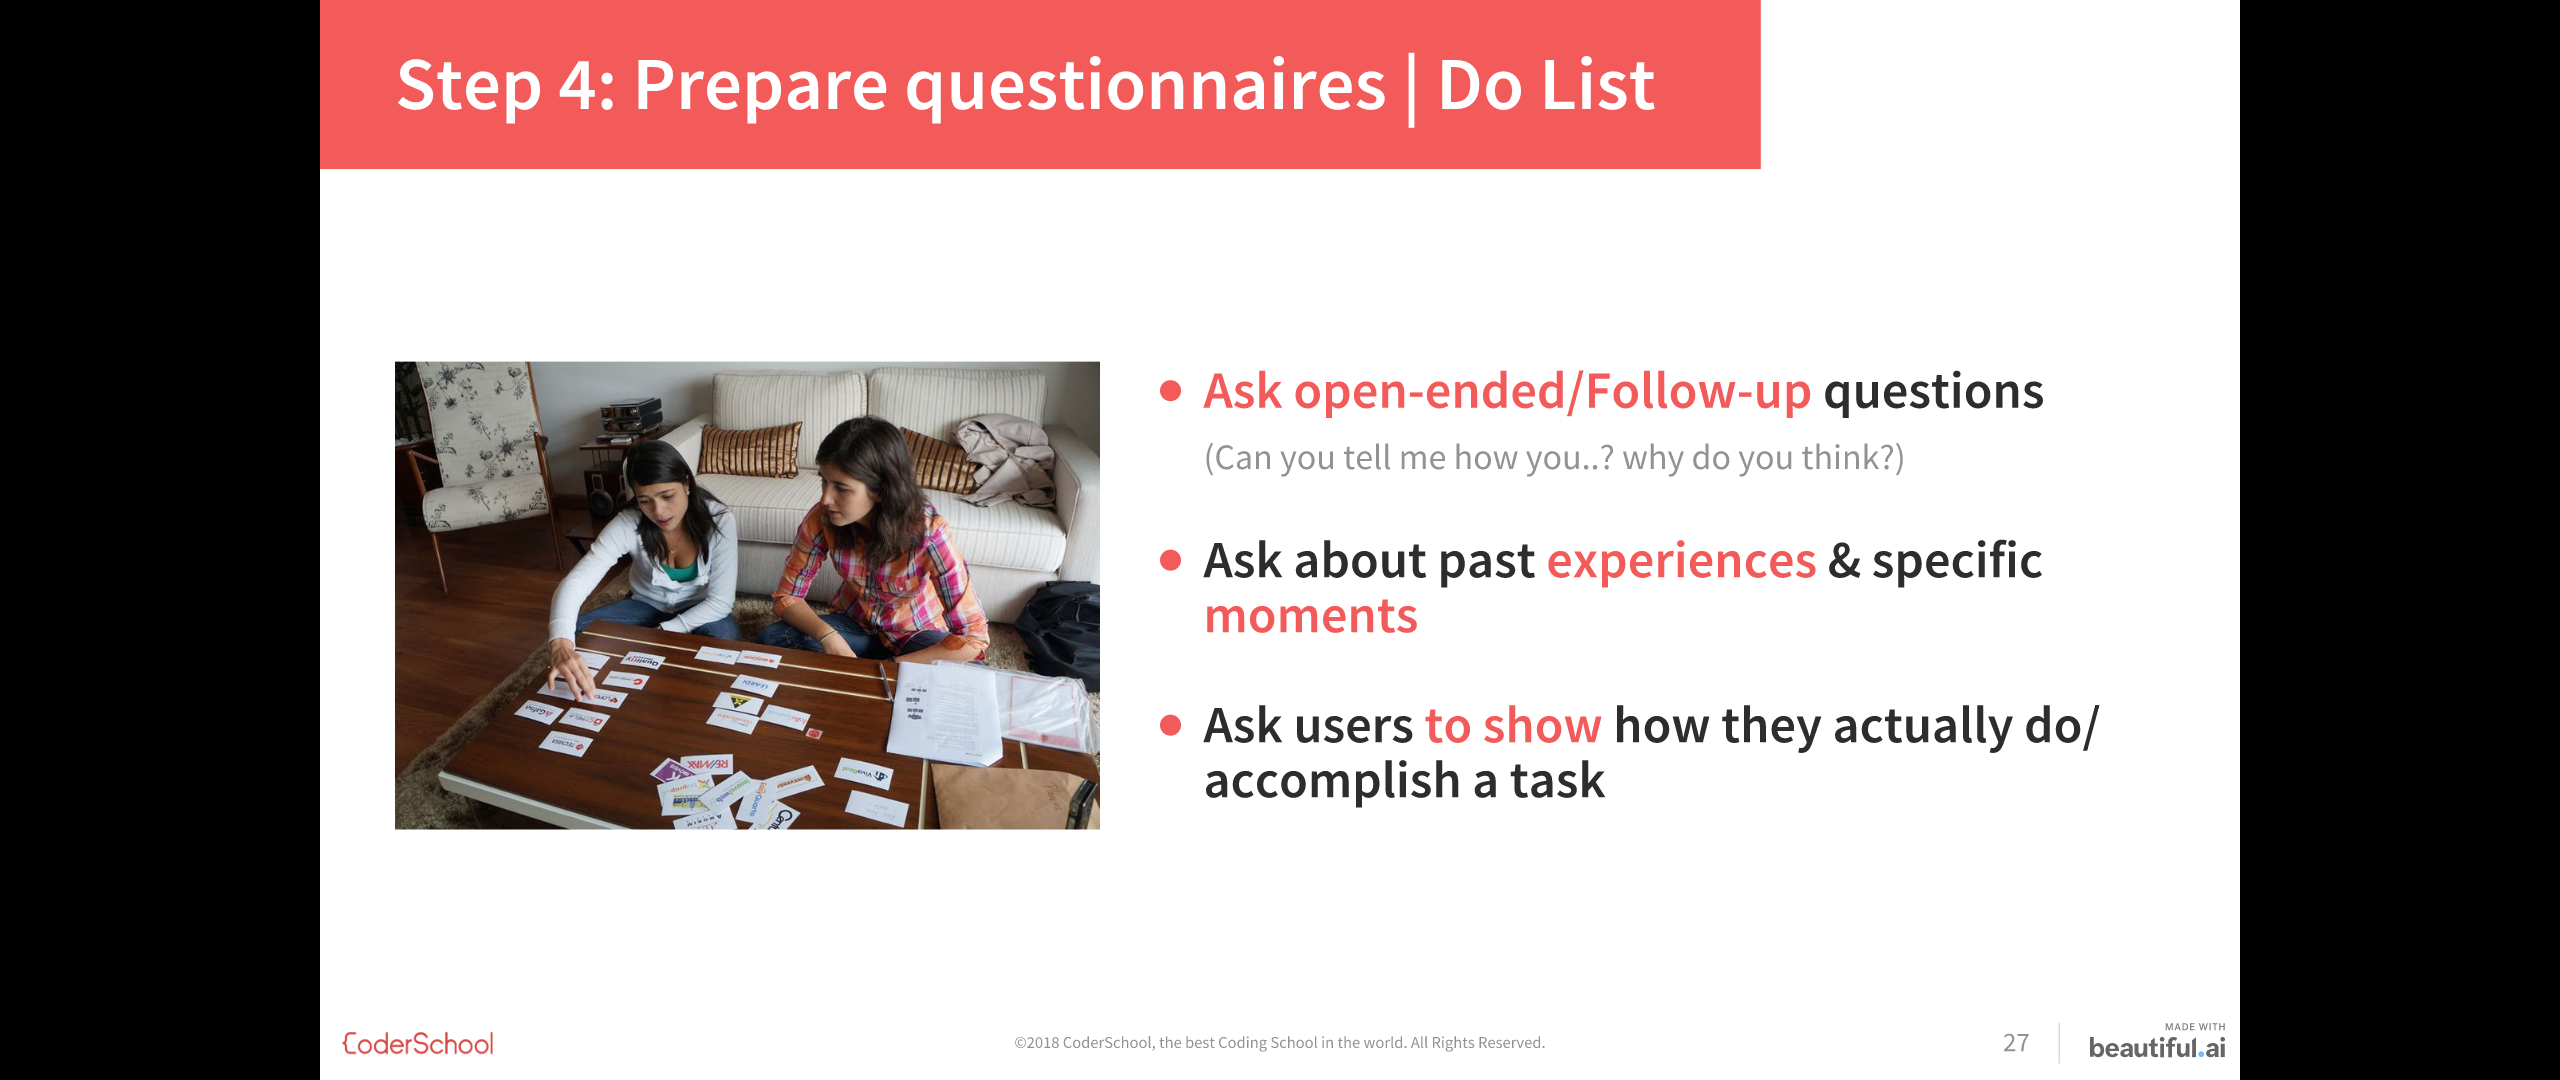 Step 4: Prepare questionnaires | Do List
Ask open-ended/Follow-up questions
(Can you tell me how you..? why do you think?)
Ask about past experiences & specific
moments
Ask users to show how they actually do/
accomplish a task
RE/MAX
CoderSchool
©2018 CoderSchool, the best Coding School in the world. All Rights Reserved.
27
MADE WITH
beautiful.ai